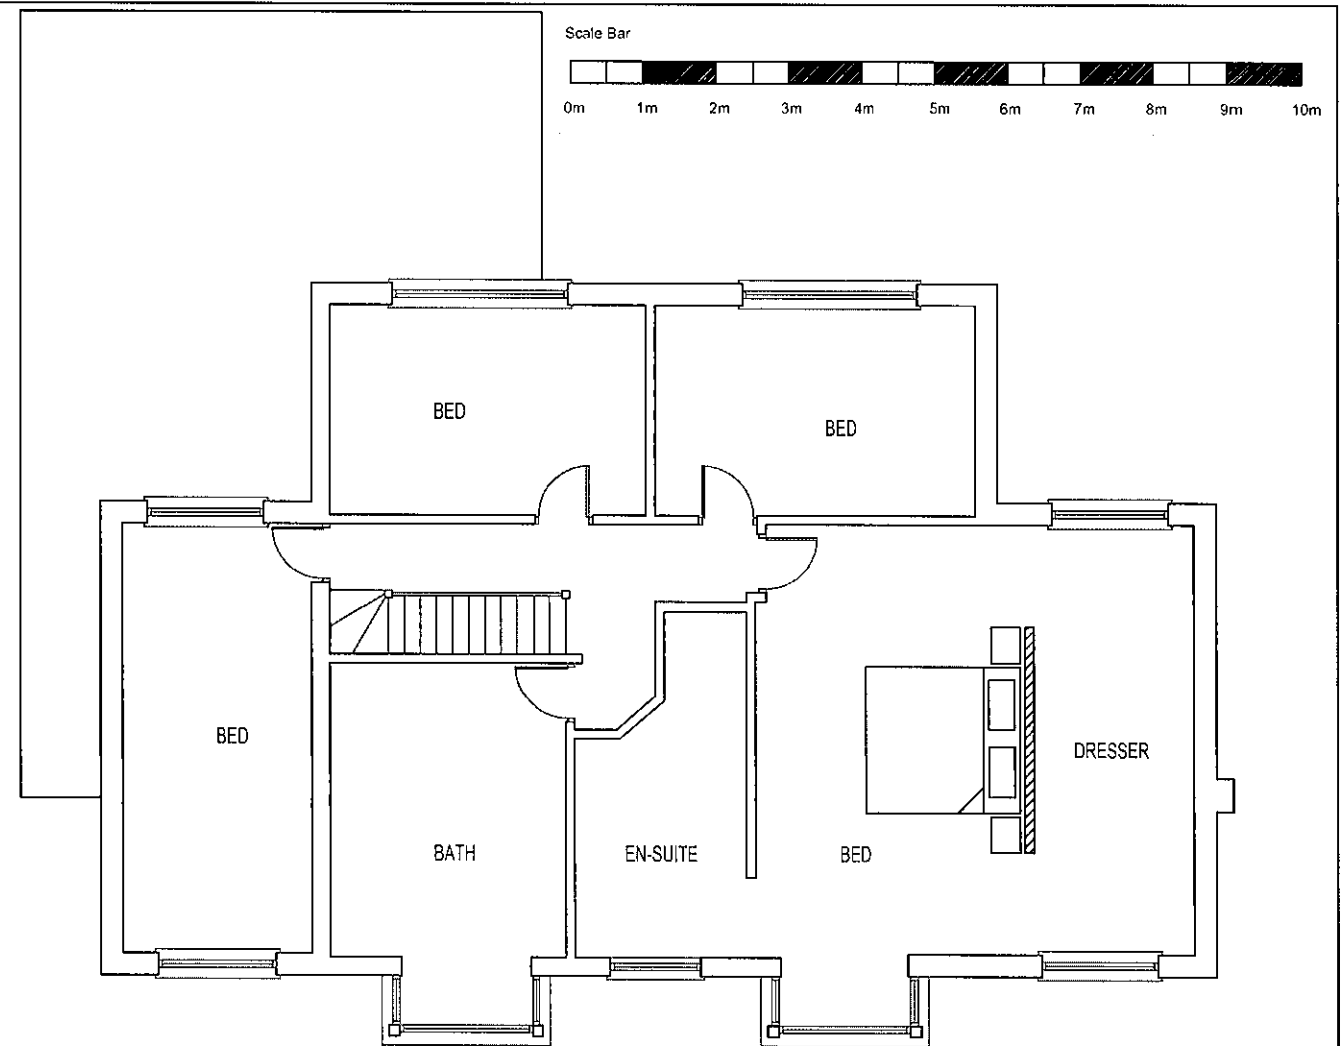 Scale Bar
0m 1m 2m 3m 4m 5m 6m 7m 8m 9m 10m
BED
BED
BED
DRESSER
BATH EN-SUITE BED